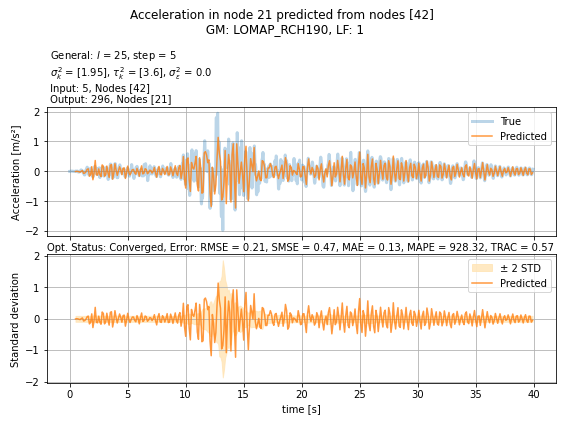 Acceleration in node 21 predicted from nodes [42]
GM: LOMAP_RCH190, LF: 1
General: l = 25, step = 5
σ²ₖ = [1.95], τ²ₖ = [3.6], σ²ε = 0.0
Input: 5, Nodes [42]
Output: 296, Nodes [21]
Acceleration [m/s²]
2
1
0
−1
−2
True
Predicted
Opt. Status: Converged, Error: RMSE = 0.21, SMSE = 0.47, MAE = 0.13, MAPE = 928.32, TRAC = 0.57
Standard deviation
2
1
0
−1
−2
± 2 STD
Predicted
0 5 10 15 20 25 30 35 40
time [s]